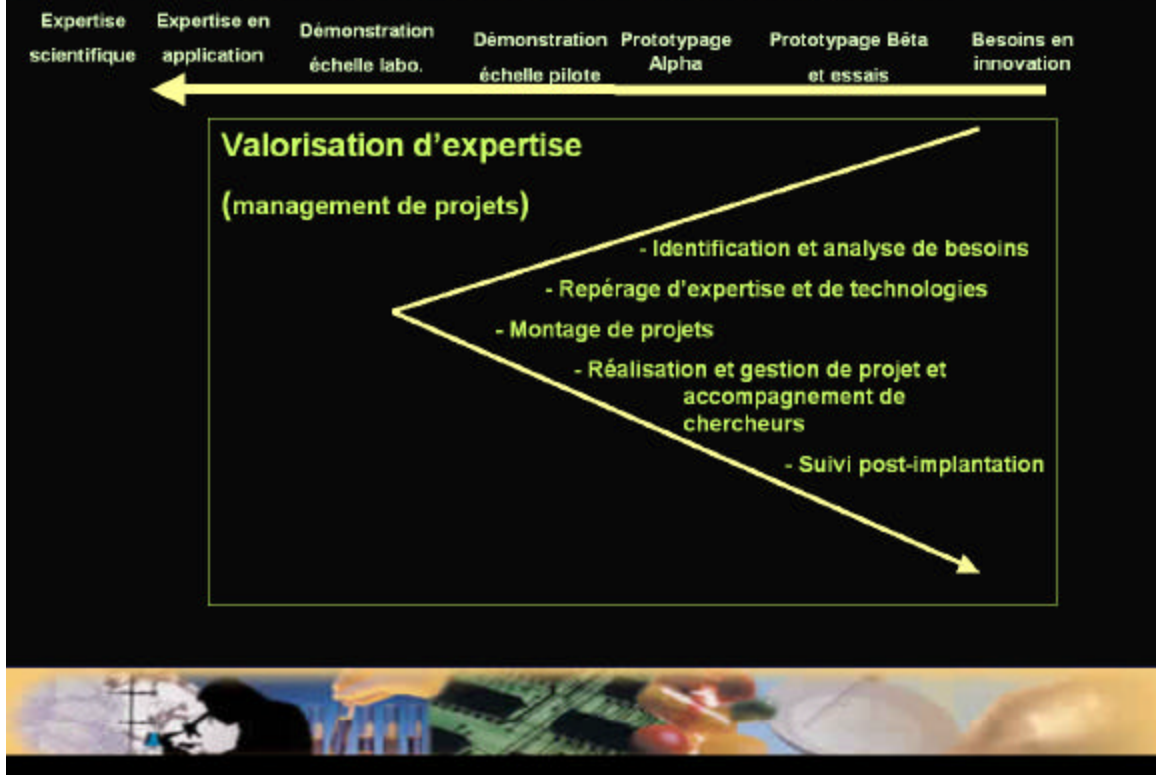 Expertise
scientifique
Expertise en
application
Démonstration
échelle labo.
Démonstration
échelle pilote
Prototypage
Alpha
Prototypage Béta
et essais
Besoins en
innovation
Valorisation d'expertise
(management de projets)
- Identification et analyse de besoins
- Repérage d'expertise et de technologies
- Montage de projets
- Réalisation et gestion de projet et
accompagnement de
chercheurs
- Suivi post-implantation